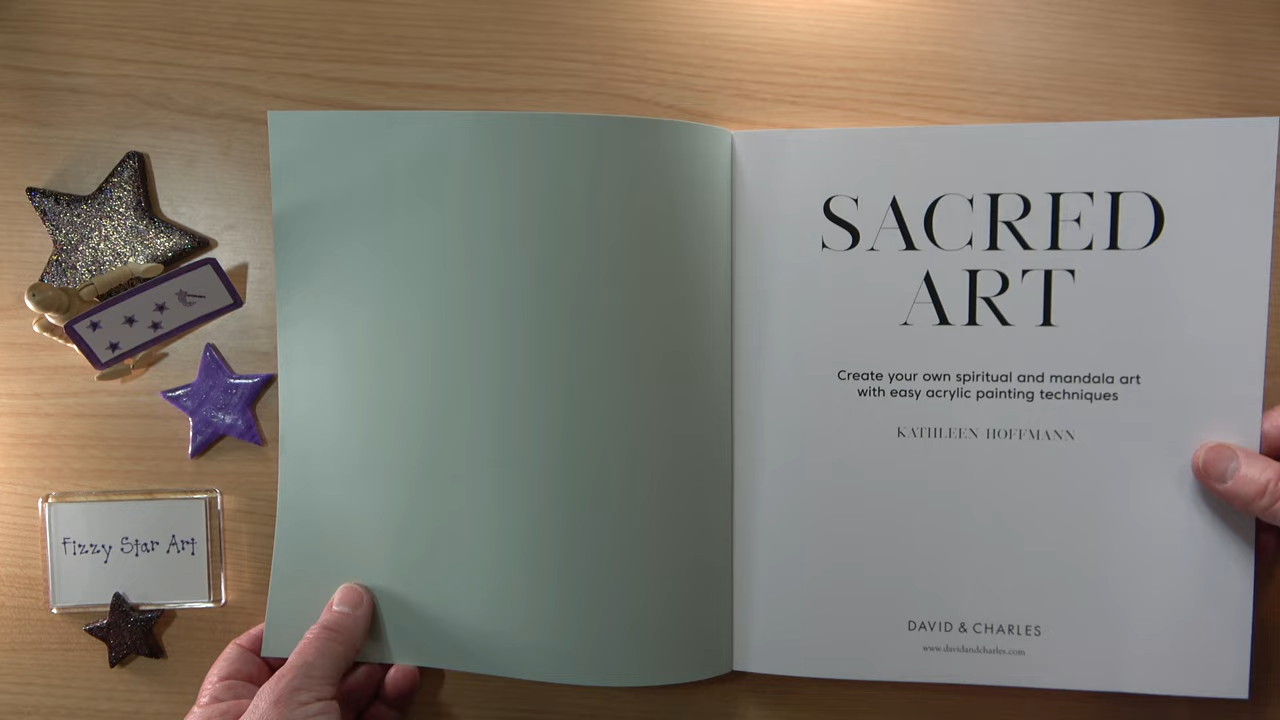 Fizzy Star Art
SACRED
ART
Create your own spiritual and mandala art
with easy acrylic painting techniques
KATHLEEN HOFFMANN
DAVID & CHARLES
www.davidandcharles.com